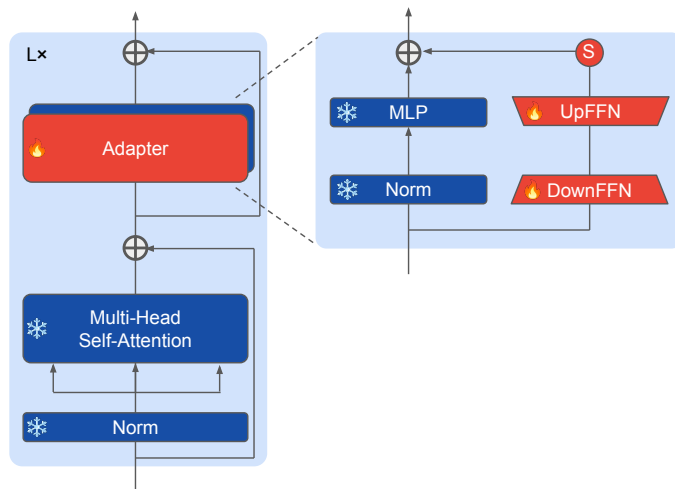 L×
Adapter
Multi-Head
Self-Attention
Norm
S
MLP
UpFFN
Norm
DownFFN